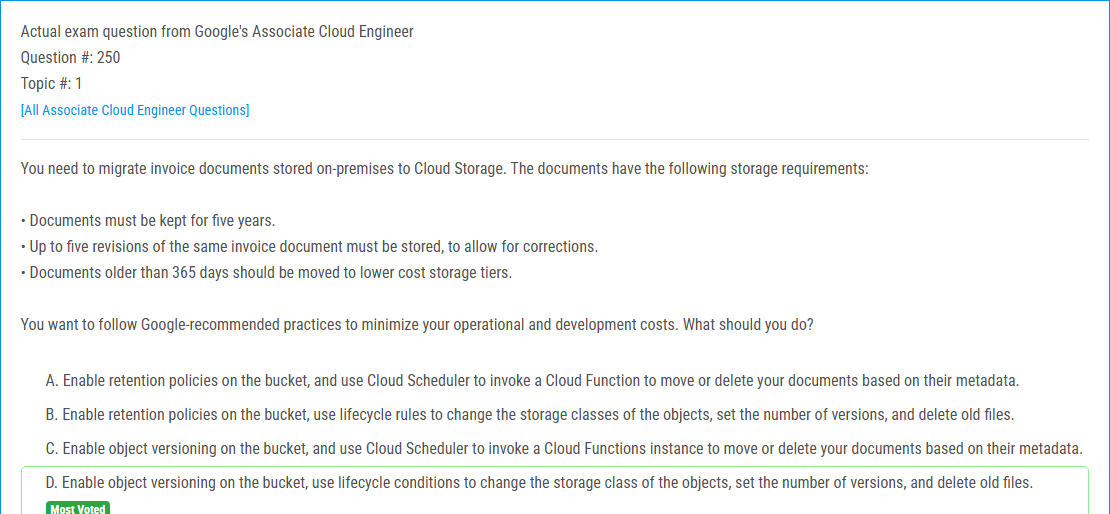 Actual exam question from Google's Associate Cloud Engineer
Question #: 250
Topic #: 1
[All Associate Cloud Engineer Questions]
You need to migrate invoice documents stored on-premises to Cloud Storage. The documents have the following storage requirements:
• Documents must be kept for five years.
• Up to five revisions of the same invoice document must be stored, to allow for corrections.
• Documents older than 365 days should be moved to lower cost storage tiers.
You want to follow Google-recommended practices to minimize your operational and development costs. What should you do?
A. Enable retention policies on the bucket, and use Cloud Scheduler to invoke a Cloud Function to move or delete your documents based on their metadata.
B. Enable retention policies on the bucket, use lifecycle rules to change the storage classes of the objects, set the number of versions, and delete old files.
C. Enable object versioning on the bucket, and use Cloud Scheduler to invoke a Cloud Functions instance to move or delete your documents based on their metadata.
D. Enable object versioning on the bucket, use lifecycle conditions to change the storage class of the objects, set the number of versions, and delete old files.
Most Voted